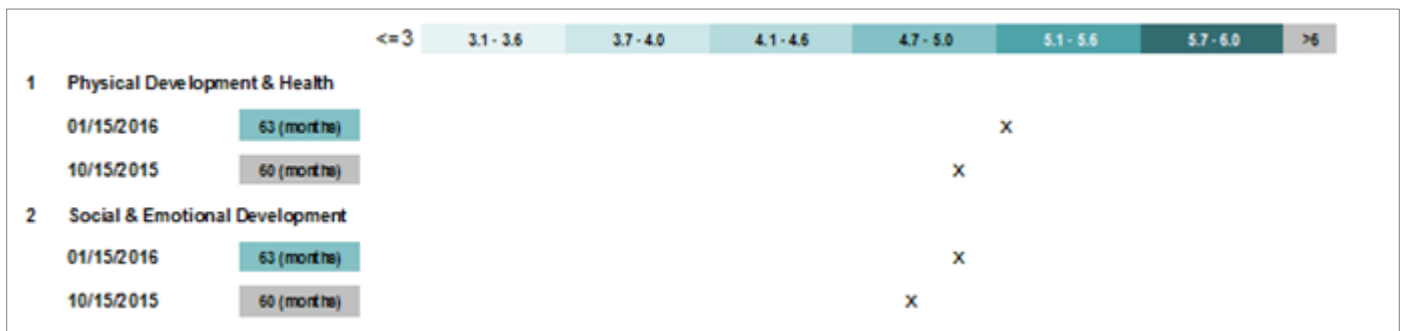 <=3 3.1 - 3.6 3.7 - 4.0 4.1 - 4.6 4.7 - 5.0 5.1 - 5.6 5.7 - 6.0 >6
1 Physical Development & Health
01/15/2016 63 (months) x
10/15/2015 60 (months) x
2 Social & Emotional Development
01/15/2016 63 (months) x
10/15/2015 60 (months) x